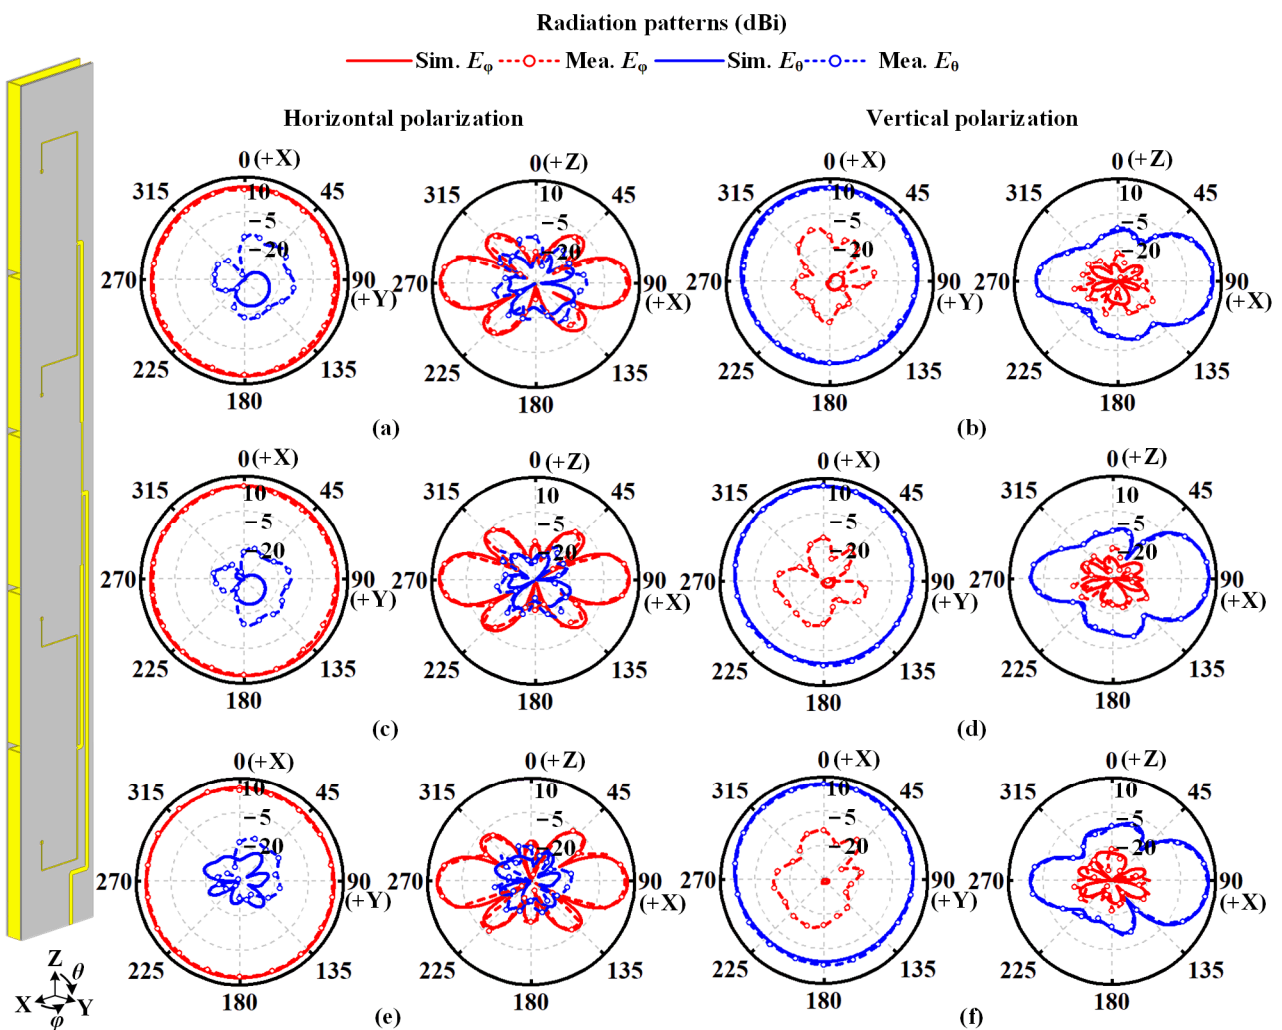 Radiation patterns (dBi)
Sim. Eφ Mea. Eφ Sim. Eθ Mea. Eθ
Horizontal polarization Vertical polarization
0 (+X) 0 (+Z) 0 (+X) 0 (+Z)
315 45 315 45 315 45 315 45
10 10 10 10
−5 −5 −5 −5
−20 −20 −20 −20
270 90 270 90 270 90 270 90
(+Y) (+X) (+Y) (+X)
225 135 225 135 225 135 225 135
180 180 180 180
(a) (b)
0 (+X) 0 (+Z) 0 (+X) 0 (+Z)
315 45 315 45 315 45 315 45
10 10 10 10
−5 −5 −5 −5
−20 −20 −20 −20
270 90 270 90 270 90 270 90
(+Y) (+X) (+Y) (+X)
225 135 225 135 225 135 225 135
180 180 180 180
(c) (d)
0 (+X) 0 (+Z) 0 (+X) 0 (+Z)
315 45 315 45 315 45 315 45
10 10 10 10
−5 −5 −5 −5
−20 −20 −20 −20
270 90 270 90 270 90 270 90
(+Y) (+X) (+Y) (+X)
225 135 225 135 225 135 225 135
180 180 180 180
(e) (f)
Z θ
X Y
φ